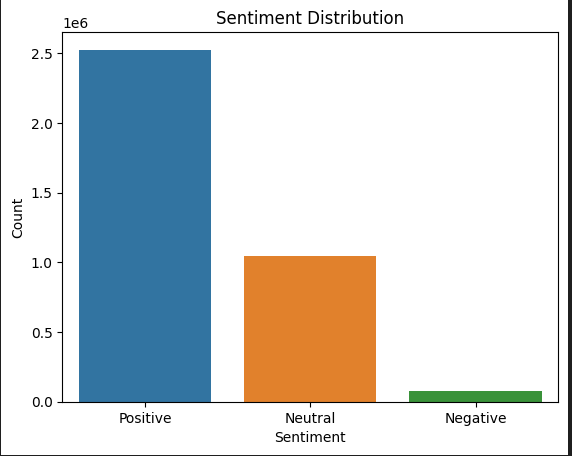 Sentiment Distribution
1e6
2.5
2.0
1.5
1.0
0.5
0.0
Count
Positive Neutral Negative
Sentiment